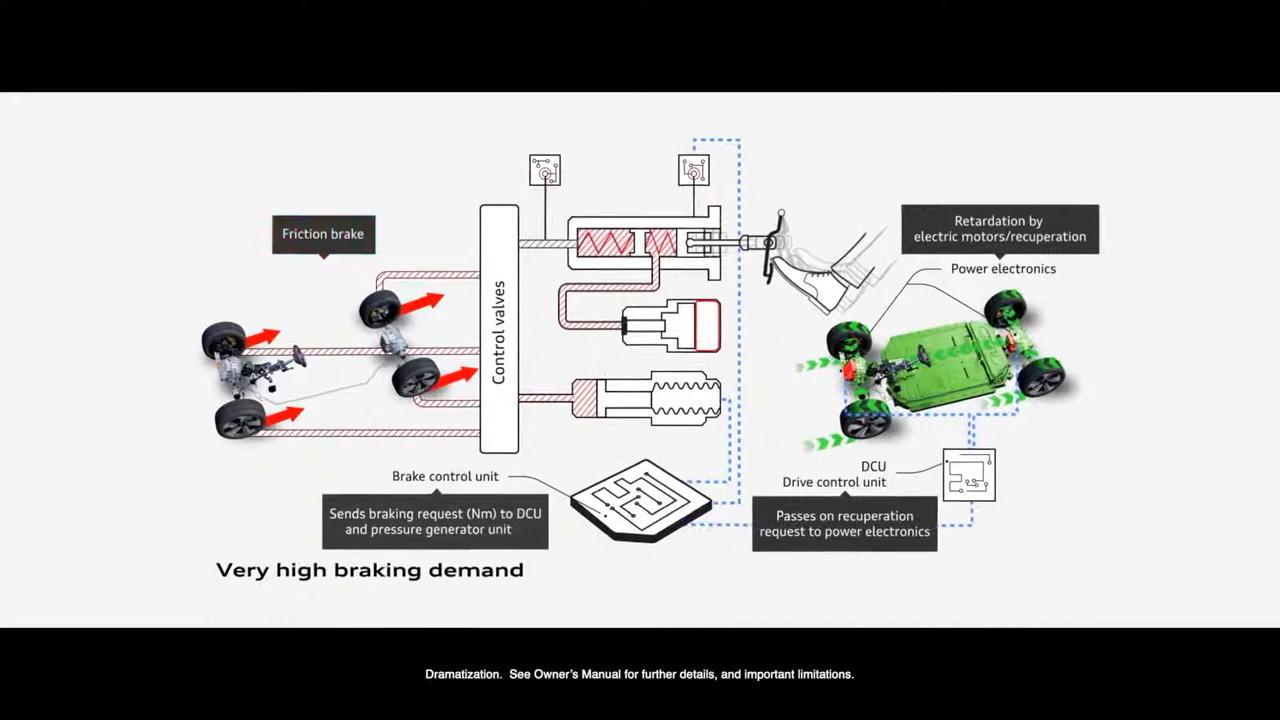 Friction brake
Control valves
Retardation by
electric motors/recuperation
Power electronics
Brake control unit
Sends braking request (Nm) to DCU
and pressure generator unit
DCU
Drive control unit
Passes on recuperation
request to power electronics
Very high braking demand
Dramatization.  See Owner's Manual for further details, and important limitations.